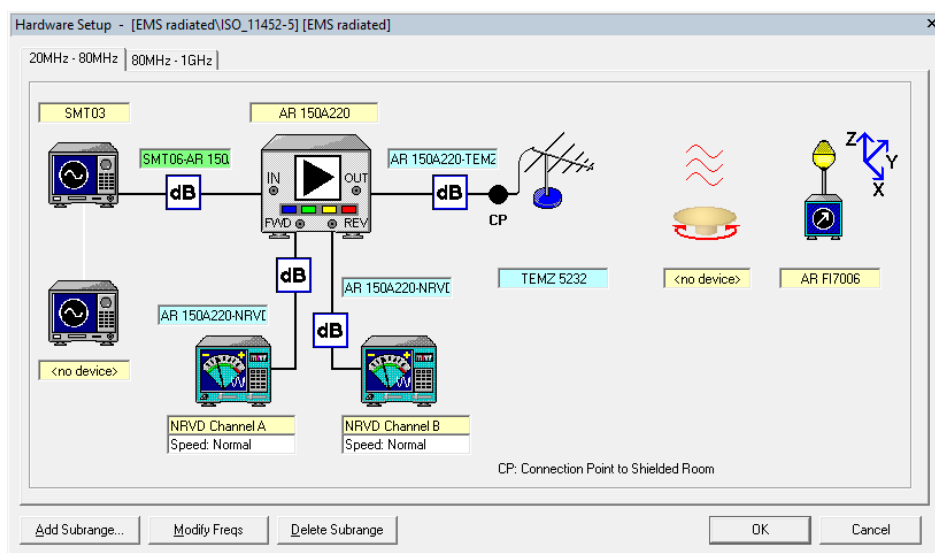 Hardware Setup - [EMS radiated\ISO_11452-5] [EMS radiated]
x
20MHz - 80MHz
80MHz - 1GHz
SMT03
AR 150A220
SMT06-AR 150
AR 150A220-TEMZ
IN
OUT
FWD
REV
dB
dB
CP
Z
Y
X
dB
dB
AR 150A220-NRVD
AR 150A220-NRVD
TEMZ 5232
<no device>
AR FI7006
<no device>
NRVD Channel A
Speed: Normal
NRVD Channel B
Speed: Normal
CP: Connection Point to Shielded Room
Add Subrange...
Modify Freqs
Delete Subrange
OK
Cancel